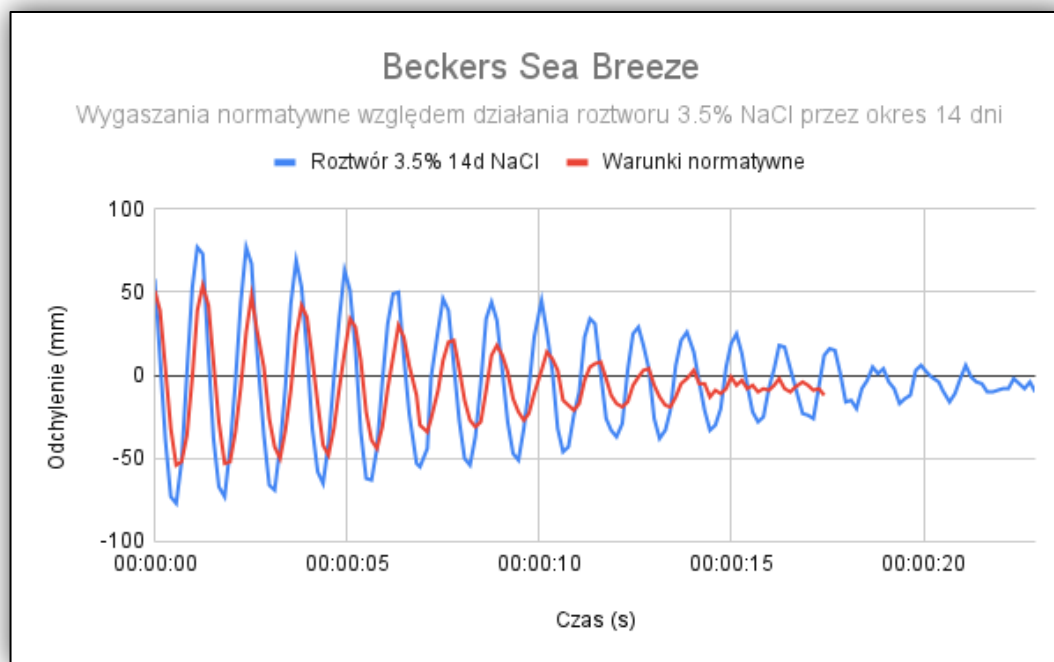 Beckers Sea Breeze
Wygaszania normatywne względem działania roztworu 3.5% NaCl przez okres 14 dni
Roztwór 3.5% 14d NaCl Warunki normatywne
100
50
0
-50
-100
Odchylenie (mm)
00:00:00 00:00:05 00:00:10 00:00:15 00:00:20
Czas (s)